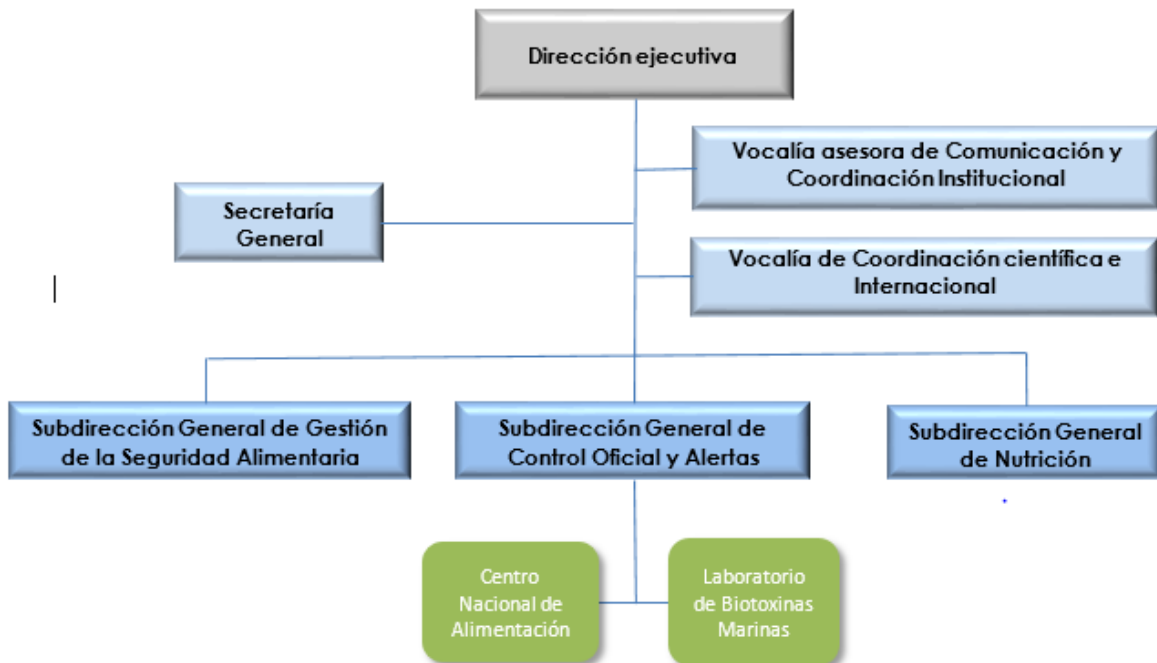 Dirección ejecutiva
Vocalía asesora de Comunicación y
Coordinación Institucional
Secretaría
General
Vocalía de Coordinación científica e
Internacional
Subdirección General de Gestión
de la Seguridad Alimentaria
Subdirección General de
Control Oficial y Alertas
Subdirección General
de Nutrición
Centro
Nacional de
Alimentación
Laboratorio
de Biotoxinas
Marinas